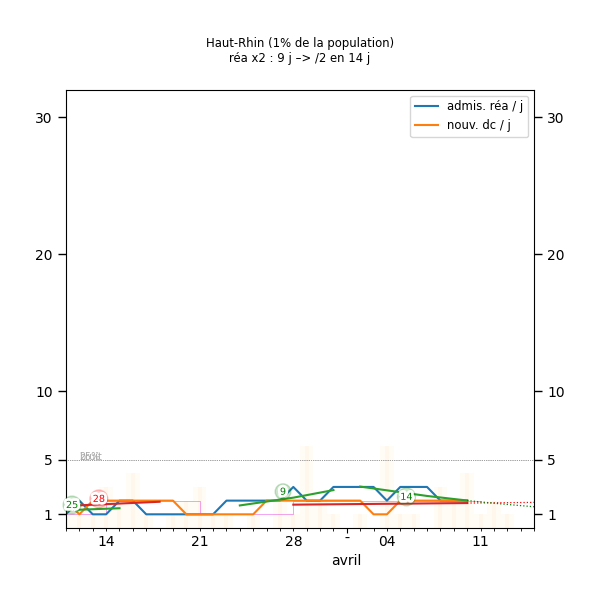 Haut-Rhin (1% de la population)
réa x2 : 9 j –> /2 en 14 j
admis. réa / j
nouv. dc / j
30 30
20 20
10 10
5 5
1 1
25 28 9 14
14 21 28 - 04 11
avril